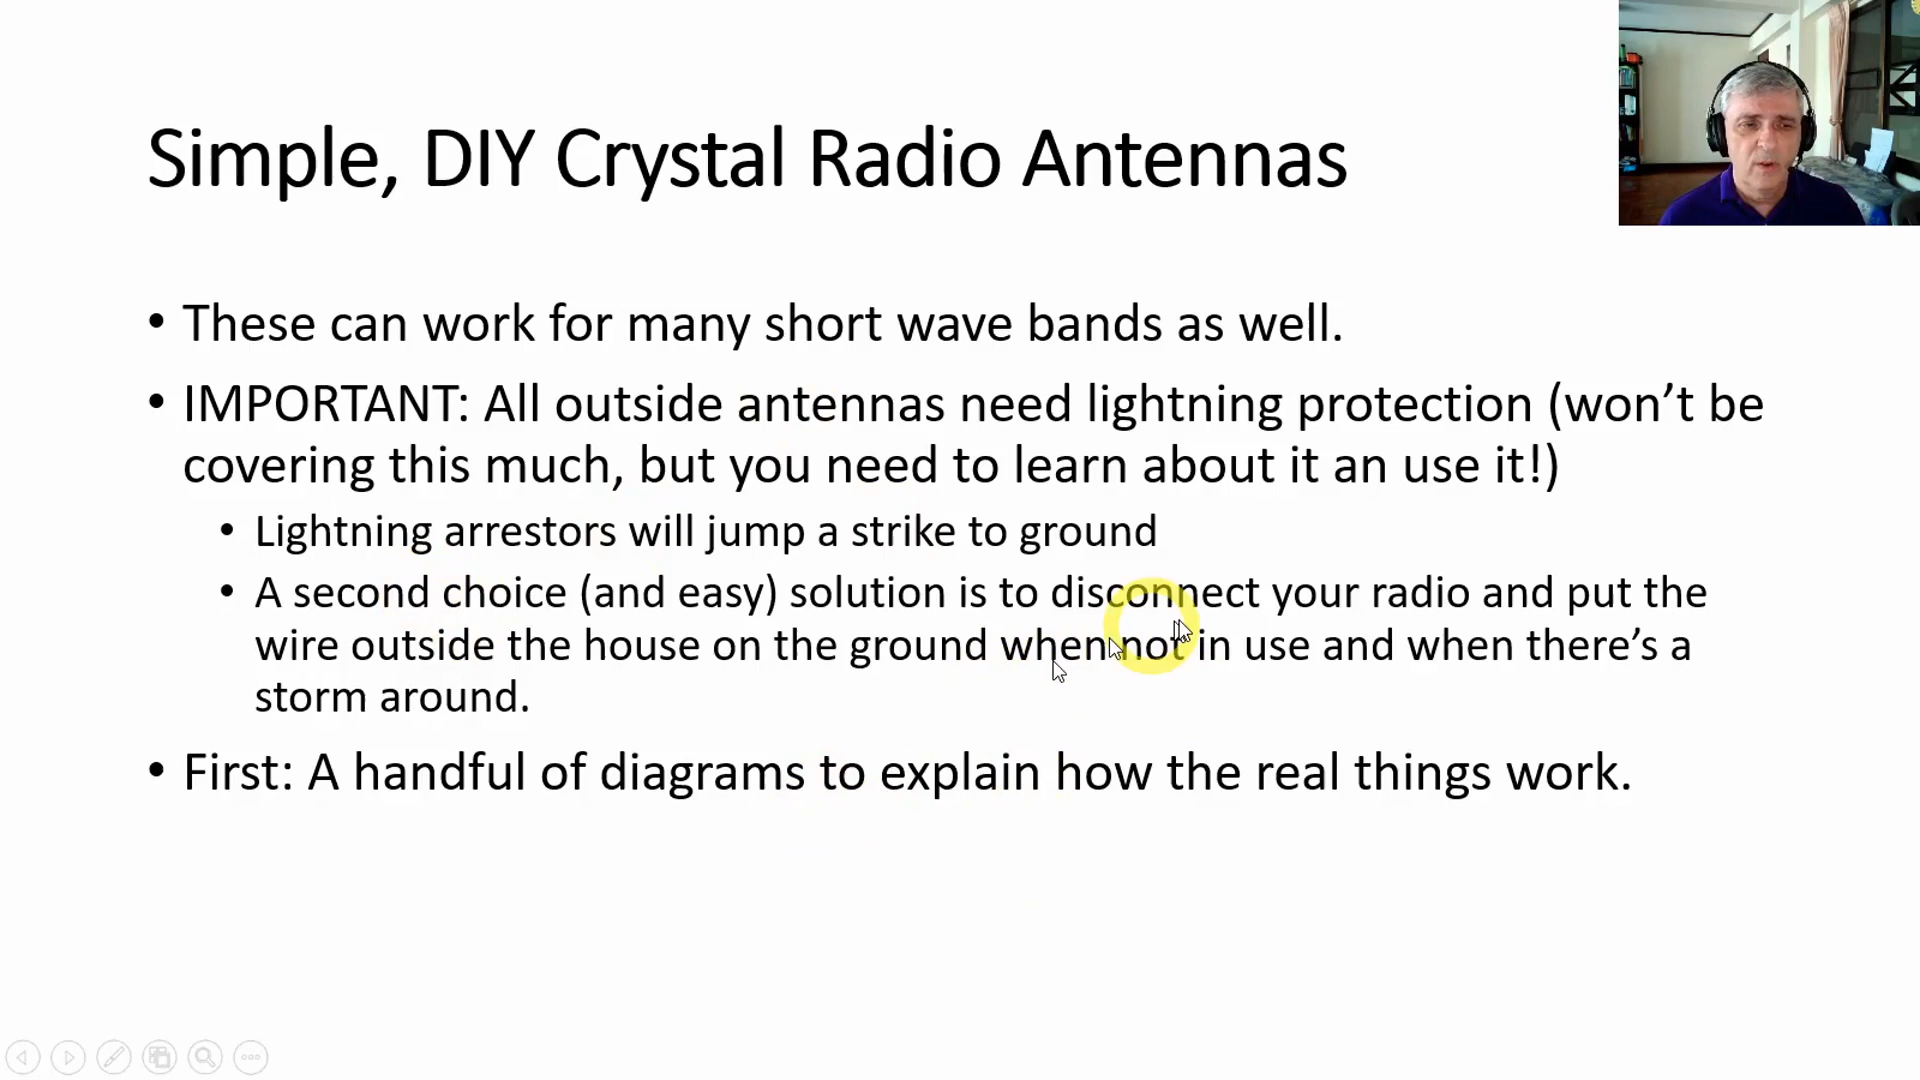 Simple, DIY Crystal Radio Antennas
• These can work for many short wave bands as well.
• IMPORTANT: All outside antennas need lightning protection (won’t be
covering this much, but you need to learn about it an use it!)
• Lightning arrestors will jump a strike to ground
• A second choice (and easy) solution is to disconnect your radio and put the
wire outside the house on the ground when not in use and when there’s a
storm around.
• First: A handful of diagrams to explain how the real things work.